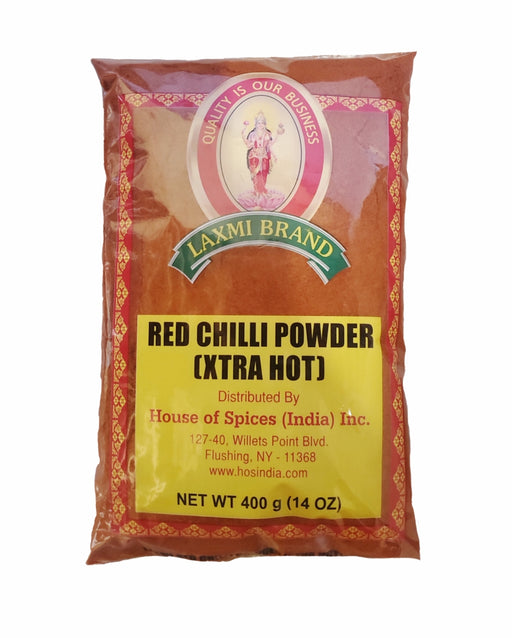 QUALITY IS OUR BUSINESS
LAXMI BRAND
RED CHILLI POWDER
(XTRA HOT)
Distributed By
House of Spices (India) Inc.
127-40, Willets Point Blvd.
Flushing, NY - 11368
www.hosindia.com
NET WT 400 g (14 OZ)